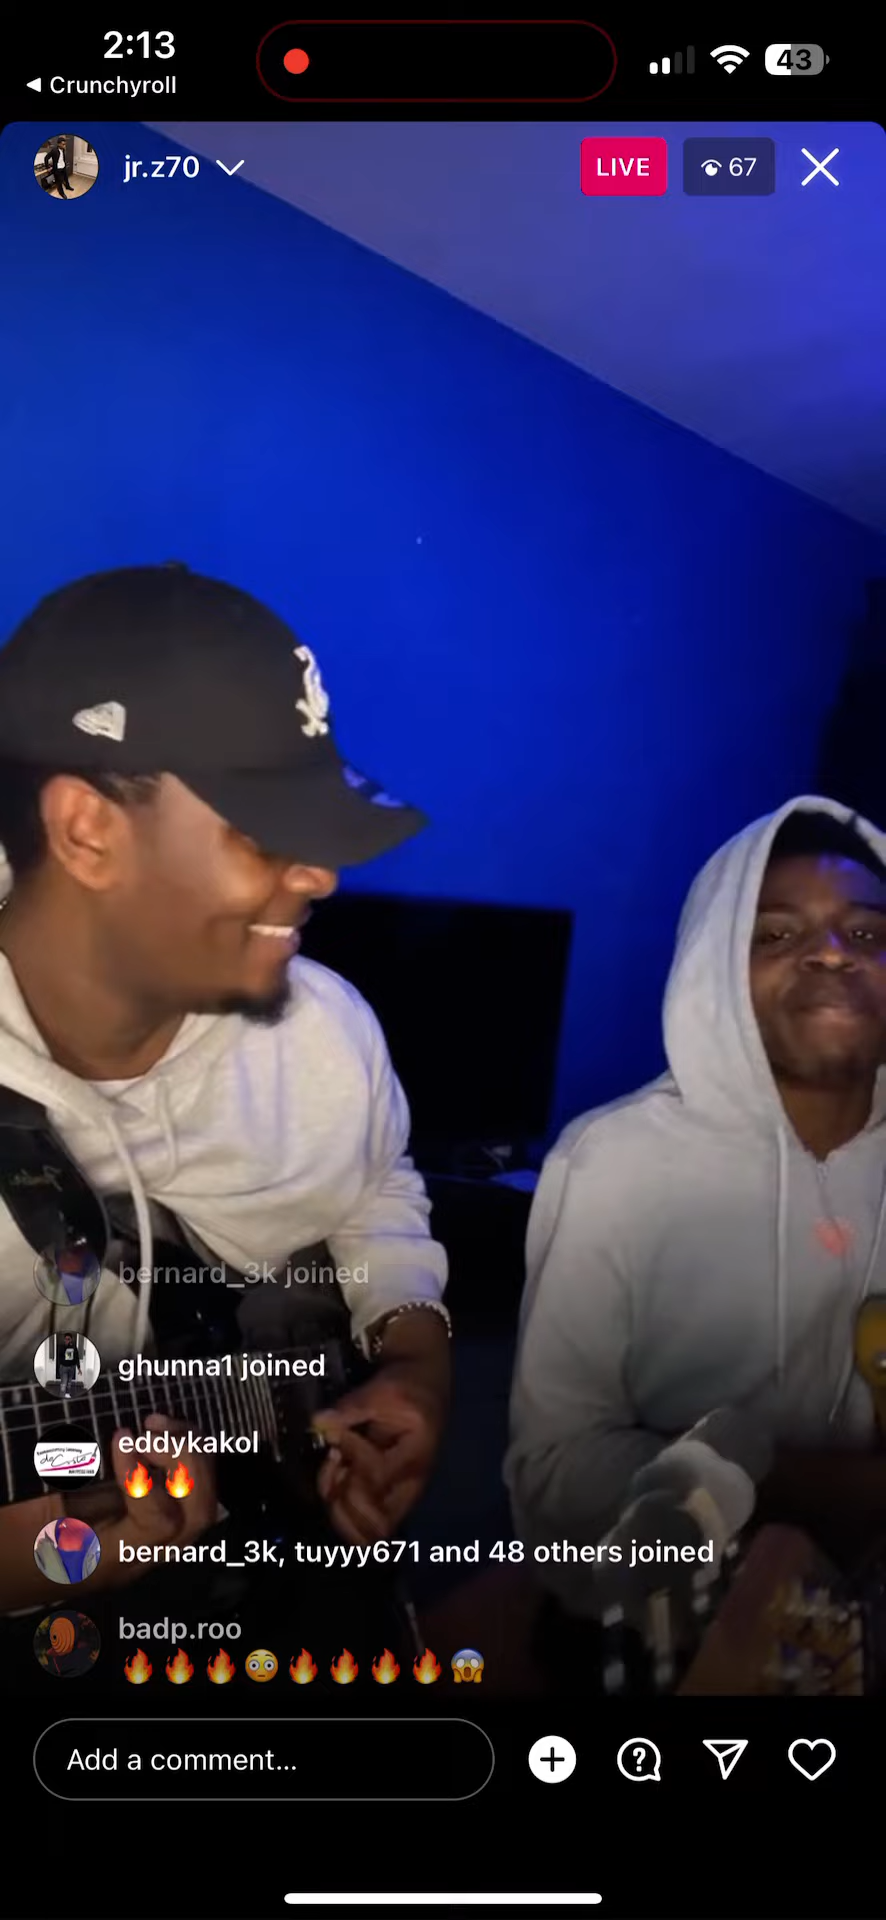 2:13
43
◀ Crunchyroll
jr.z70
LIVE
67
bernard_3k joined
ghunna1 joined
eddykakol
🔥🔥
bernard_3k, tuyyy671 and 48 others joined
badp.roo
🔥🔥🔥😳🔥🔥🔥🔥😱
Add a comment...